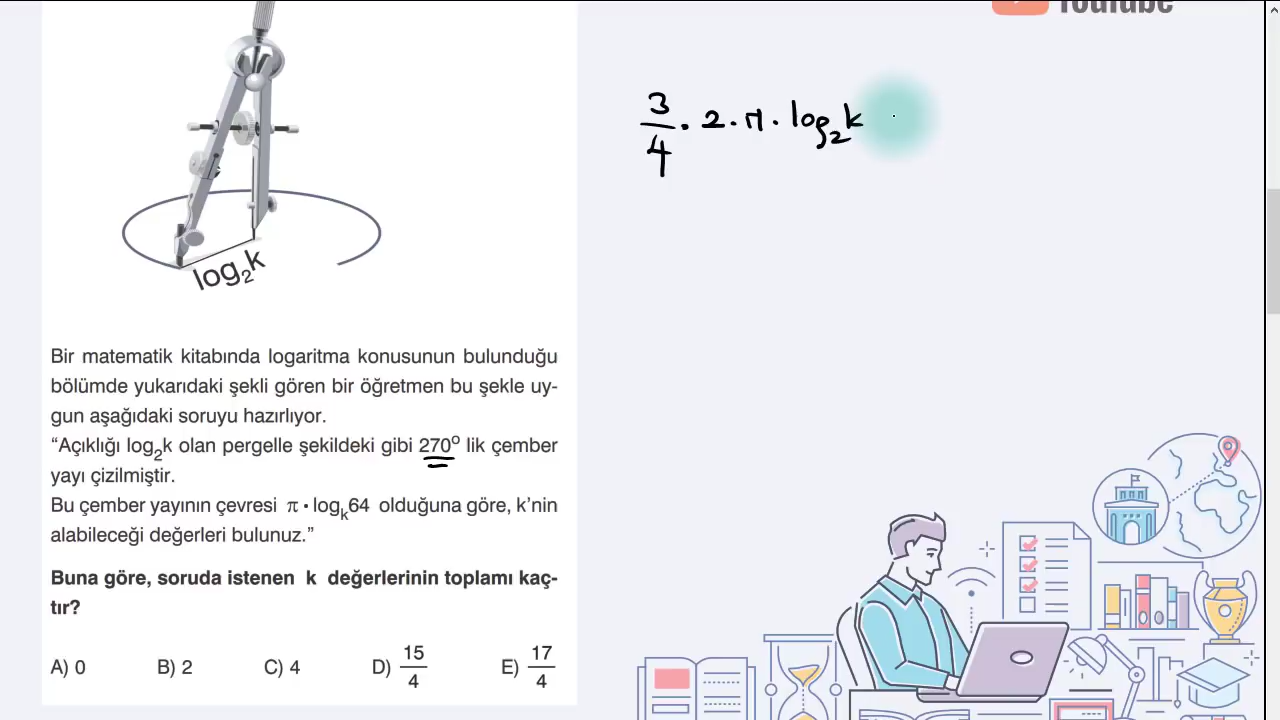 YouTube
3/4 . 2 . π . log₂k
log₂k
Bir matematik kitabında logaritma konusunun bulunduğu
bölümde yukarıdaki şekli gören bir öğretmen bu şekle uy-
gun aşağıdaki soruyu hazırlıyor.
“Açıklığı log₂k olan pergelle şekildeki gibi 270° lik çember
yayı çizilmiştir.
Bu çember yayının çevresi π • logₖ64 olduğuna göre, k’nin
alabileceği değerleri bulunuz.”
Buna göre, soruda istenen k değerlerinin toplamı kaç-
tır?
A) 0 B) 2 C) 4 D) 15/4 E) 17/4